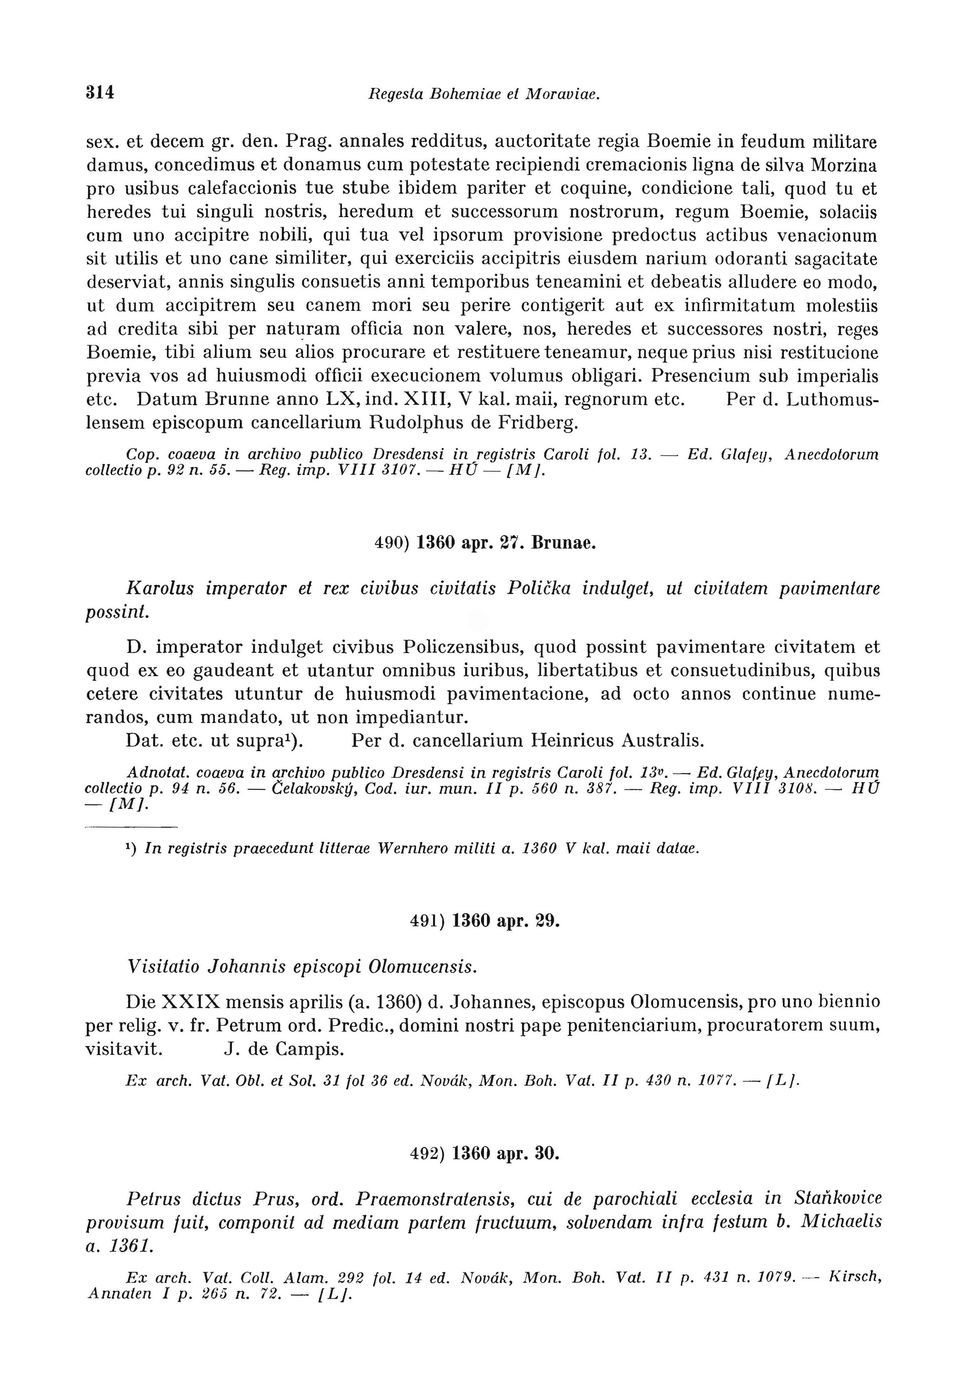 314 Regesta Bohemiae et Moraviae.
sex. et decem gr. den. Prag. annales redditus, auctoritate regia Boemie in feudum militare
damus, concedimus et donamus cum potestate recipiendi cremacionis ligna de silva Morzina
pro usibus calefaccionis tue stube ibidem pariter et coquine, condicione tali, quod tu et
heredes tui singuli nostris, heredum et successorum nostrorum, regum Boemie, solaciis
cum uno accipitre nobili, qui tua vel ipsorum provisione predoctus actibus venacionum
sit utilis et uno cane similiter, qui exerciciis accipitris eiusdem narium odoranti sagacitate
deserviat, annis singulis consuetis anni temporibus teneamini et debeatis alludere eo modo,
ut dum accipitrem seu canem mori seu perire contigerit aut ex infirmitatum molestiis
ad credita sibi per naturam officia non valere, nos, heredes et successores nostri, reges
Boemie, tibi alium seu alios procurare et restituere teneamur, neque prius nisi restitucione
previa vos ad huiusmodi officii execucionem volumus obligari. Presencium sub imperialis
etc. Datum Brunne anno LX, ind. XIII, V kal. maii, regnorum etc. Per d. Luthomus-
lensem episcopum cancellarium Rudolphus de Fridberg.
Cop. coaeva in archivo publico Dresdensi in registris Caroli fol. 13. — Ed. Glafey, Anecdotorum
collectio p. 92 n. 55. — Reg. imp. VIII 3107. — HÚ — [M].
490) 1360 apr. 27. Brunae.
Karolus imperator et rex civibus civitatis Polička indulget, ut civitatem pavimentare
possint.
D. imperator indulget civibus Policzensibus, quod possint pavimentare civitatem et
quod ex eo gaudeant et utantur omnibus iuribus, libertatibus et consuetudinibus, quibus
cetere civitates utuntur de huiusmodi pavimentacione, ad octo annos continue nume-
randos, cum mandato, ut non impediantur.
Dat. etc. ut supra¹). Per d. cancellarium Heinricus Australis.
Adnotat. coaeva in archivo publico Dresdensi in registris Caroli fol. 13v. — Ed. Glafey, Anecdotorum
collectio p. 94 n. 56. — Čelakovský, Cod. iur. mun. II p. 560 n. 387. — Reg. imp. VIII 3108. — HÚ
— [M].
¹) In registris praecedunt litterae Wernhero militi a. 1360 V kal. maii datae.
491) 1360 apr. 29.
Visitatio Johannis episcopi Olomucensis.
Die XXIX mensis aprilis (a. 1360) d. Johannes, episcopus Olomucensis, pro uno biennio
per relig. v. fr. Petrum ord. Predic., domini nostri pape penitenciarium, procuratorem suum,
visitavit. J. de Campis.
Ex arch. Vat. Obl. et Sol. 31 fol 36 ed. Novák, Mon. Boh. Vat. II p. 430 n. 1077. — [L].
492) 1360 apr. 30.
Petrus dictus Prus, ord. Praemonstratensis, cui de parochiali ecclesia in Staňkovice
provisum fuit, componit ad mediam partem fructuum, solvendam infra festum b. Michaelis
a. 1361.
Ex arch. Vat. Coll. Alam. 292 fol. 14 ed. Novák, Mon. Boh. Vat. II p. 431 n. 1079. — Kirsch,
Annaten I p. 265 n. 72. — [L].